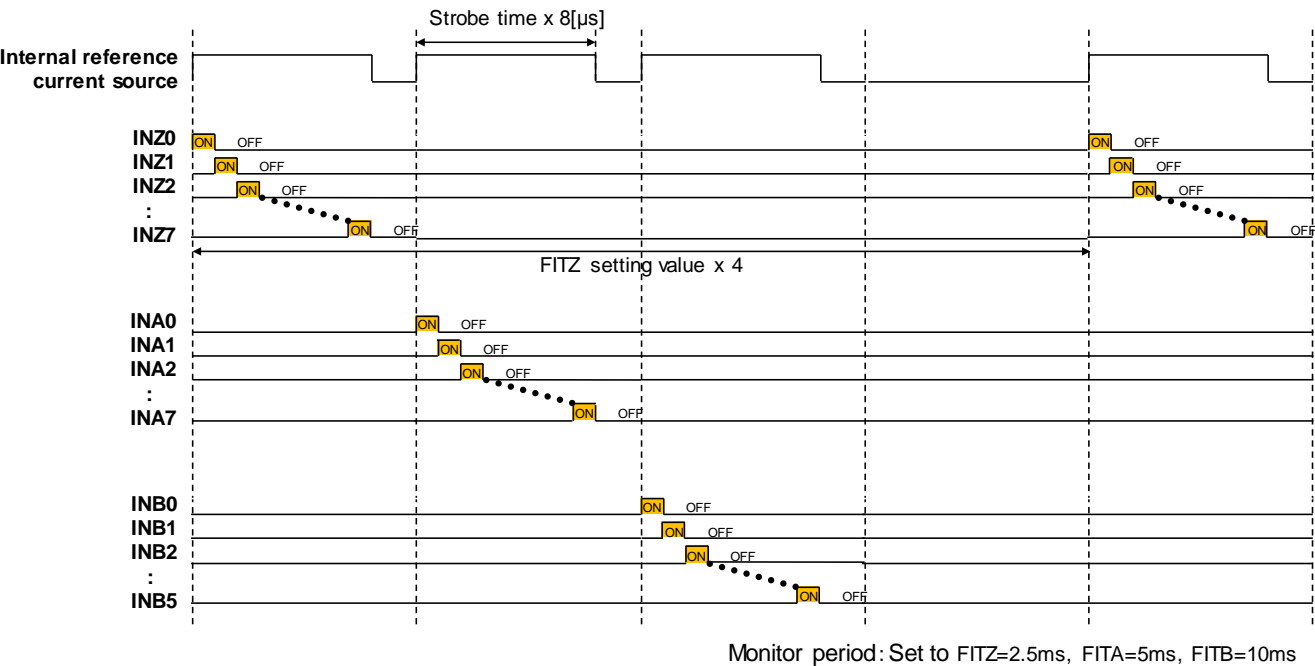 Strobe time x 8[µs]
Internal reference
current source
INZ0 ON OFF ON OFF
INZ1 ON OFF ON OFF
INZ2 ON OFF ON OFF
:
INZ7 ON OFF ON OFF
FITZ setting value x 4
INA0 ON OFF
INA1 ON OFF
INA2 ON OFF
:
INA7 ON OFF
INB0 ON OFF
INB1 ON OFF
INB2 ON OFF
:
INB5 ON OFF
Monitor period: Set to FITZ=2.5ms, FITA=5ms, FITB=10ms